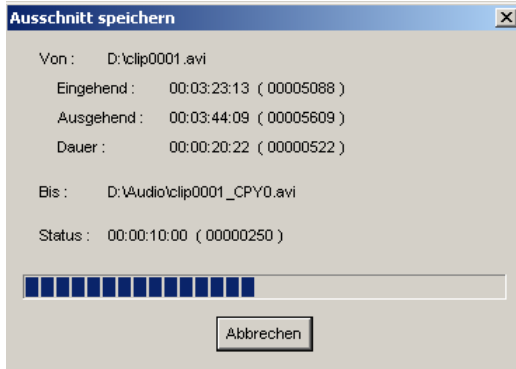 Ausschnitt speichern
Von : D:\clip0001.avi
Eingehend : 00:03:23:13 ( 00005088 )
Ausgehend : 00:03:44:09 ( 00005609 )
Dauer : 00:00:20:22 ( 00000522 )
Bis : D:\Audio\clip0001_CPY0.avi
Status : 00:00:10:00 ( 00000250 )
Abbrechen